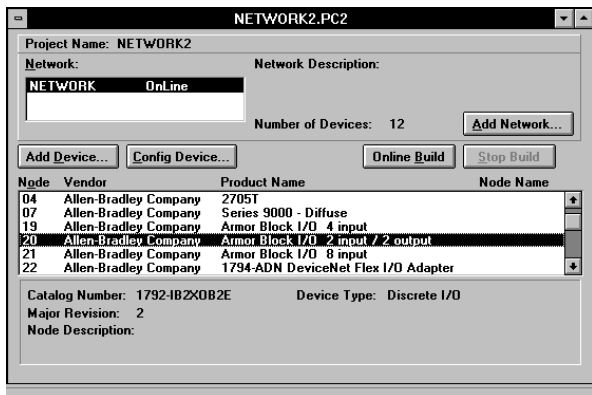 NETWORK2.PC2
Project Name: NETWORK2
Network: Network Description:
NETWORK OnLine
Number of Devices: 12 Add Network...
Add Device... Config Device... Online Build Stop Build
Node Vendor Product Name Node Name
04 Allen-Bradley Company 2705T
07 Allen-Bradley Company Series 9000 - Diffuse
19 Allen-Bradley Company Armor Block I/O 4 input
20 Allen-Bradley Company Armor Block I/O 2 input / 2 output
21 Allen-Bradley Company Armor Block I/O 8 input
22 Allen-Bradley Company 1794-ADN DeviceNet Flex I/O Adapter
Catalog Number: 1792-IB2XOB2E Device Type: Discrete I/O
Major Revision: 2
Node Description: